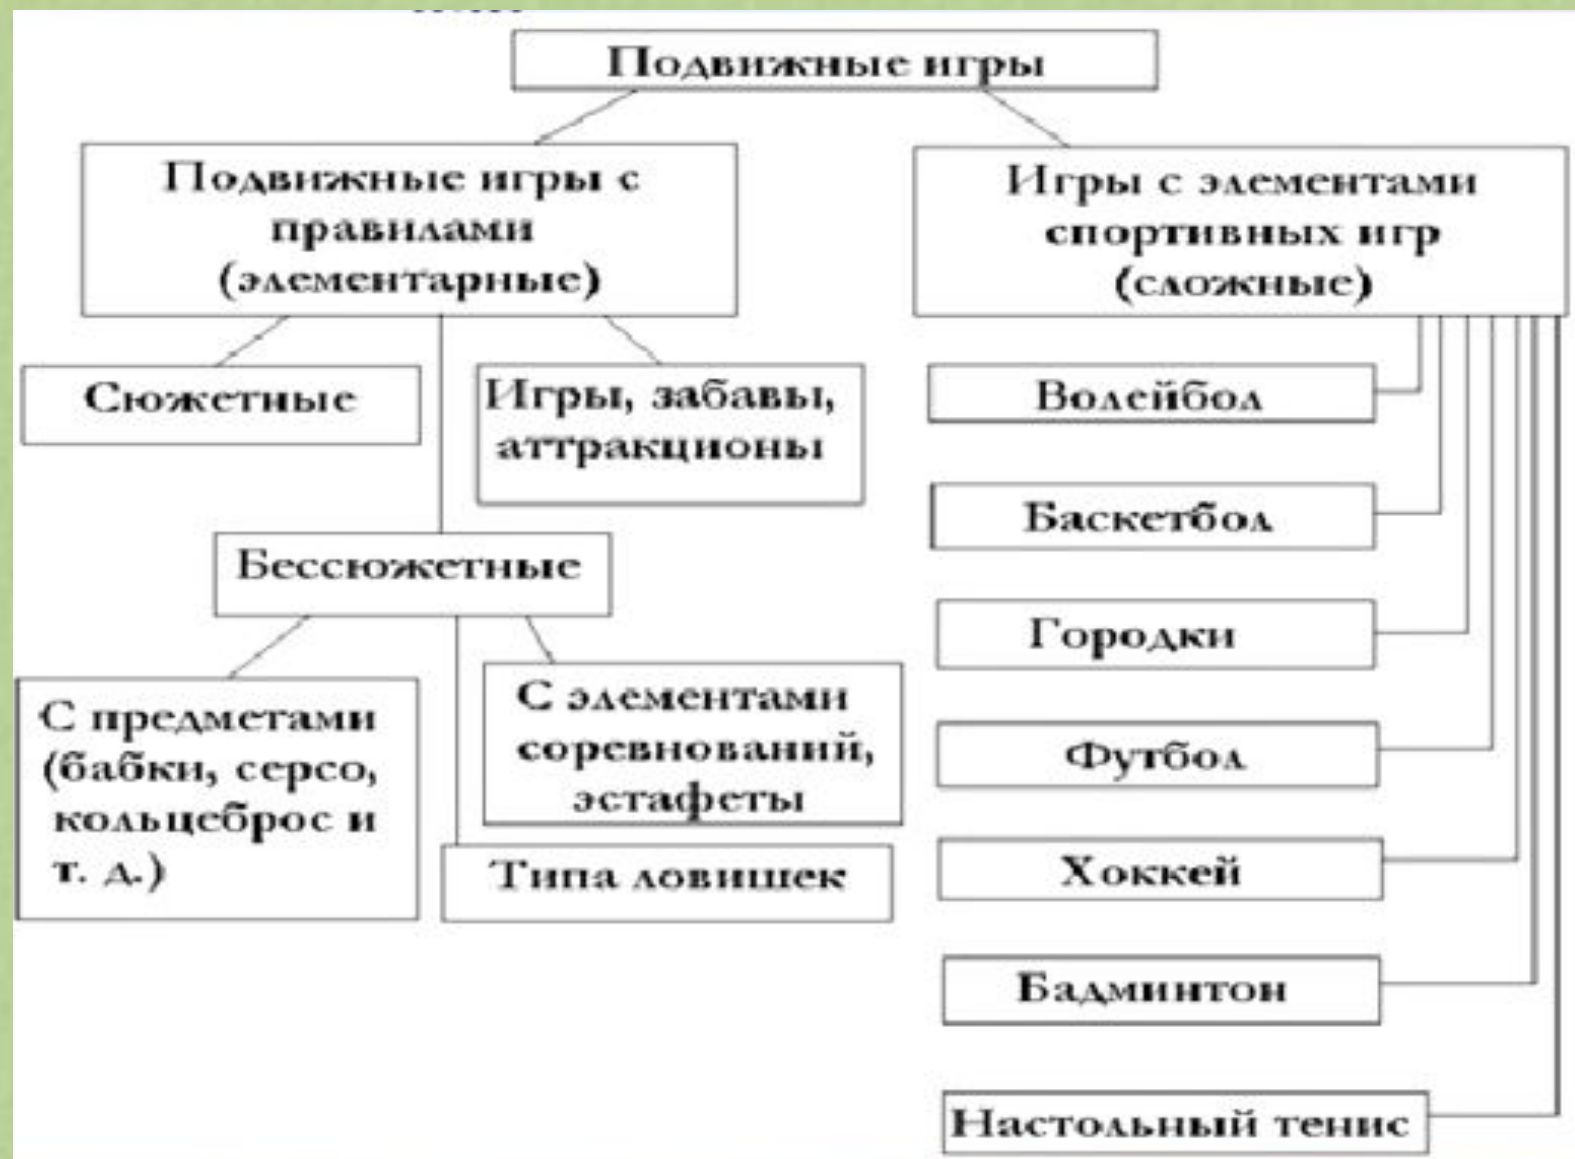 Подвижные игры
Подвижные игры с
правилами
(элементарные)
Игры с элементами
спортивных игр
(сложные)
Сюжетные
Игры, забавы,
аттракционы
Бессюжетные
С предметами
(бабки, серсо,
кольцеброс и
т. д.)
С элементами
соревнований,
эстафеты
Типа ловишек
Волейбол
Баскетбол
Городки
Футбол
Хоккей
Бадминтон
Настольный тенис